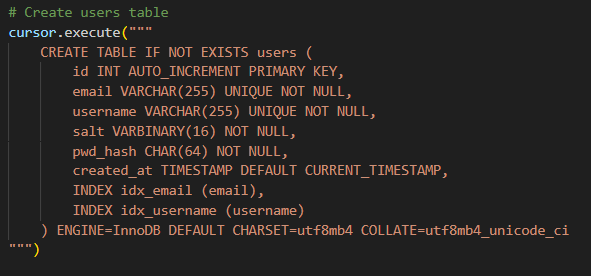 # Create users table
cursor.execute("""
    CREATE TABLE IF NOT EXISTS users (
        id INT AUTO_INCREMENT PRIMARY KEY,
        email VARCHAR(255) UNIQUE NOT NULL,
        username VARCHAR(255) UNIQUE NOT NULL,
        salt VARBINARY(16) NOT NULL,
        pwd_hash CHAR(64) NOT NULL,
        created_at TIMESTAMP DEFAULT CURRENT_TIMESTAMP,
        INDEX idx_email (email),
        INDEX idx_username (username)
    ) ENGINE=InnoDB DEFAULT CHARSET=utf8mb4 COLLATE=utf8mb4_unicode_ci
""")